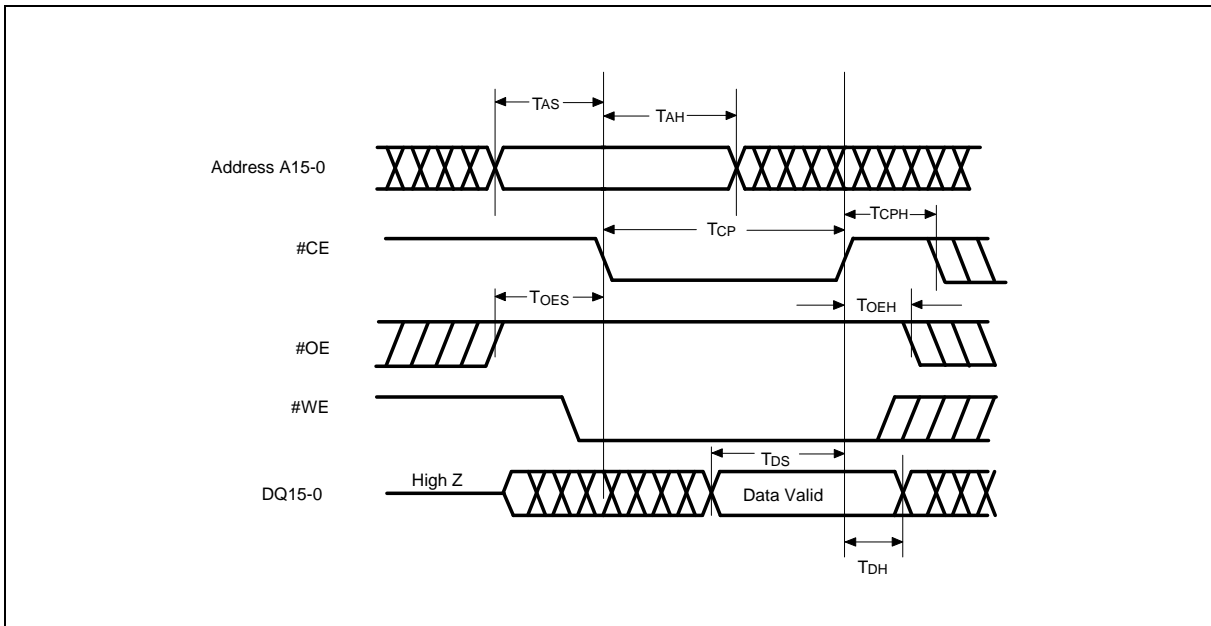 TAS
TAH
Address A15-0
TCPH
TCP
#CE
TOES
TOEH
#OE
#WE
TDS
High Z
DQ15-0
Data Valid
TDH